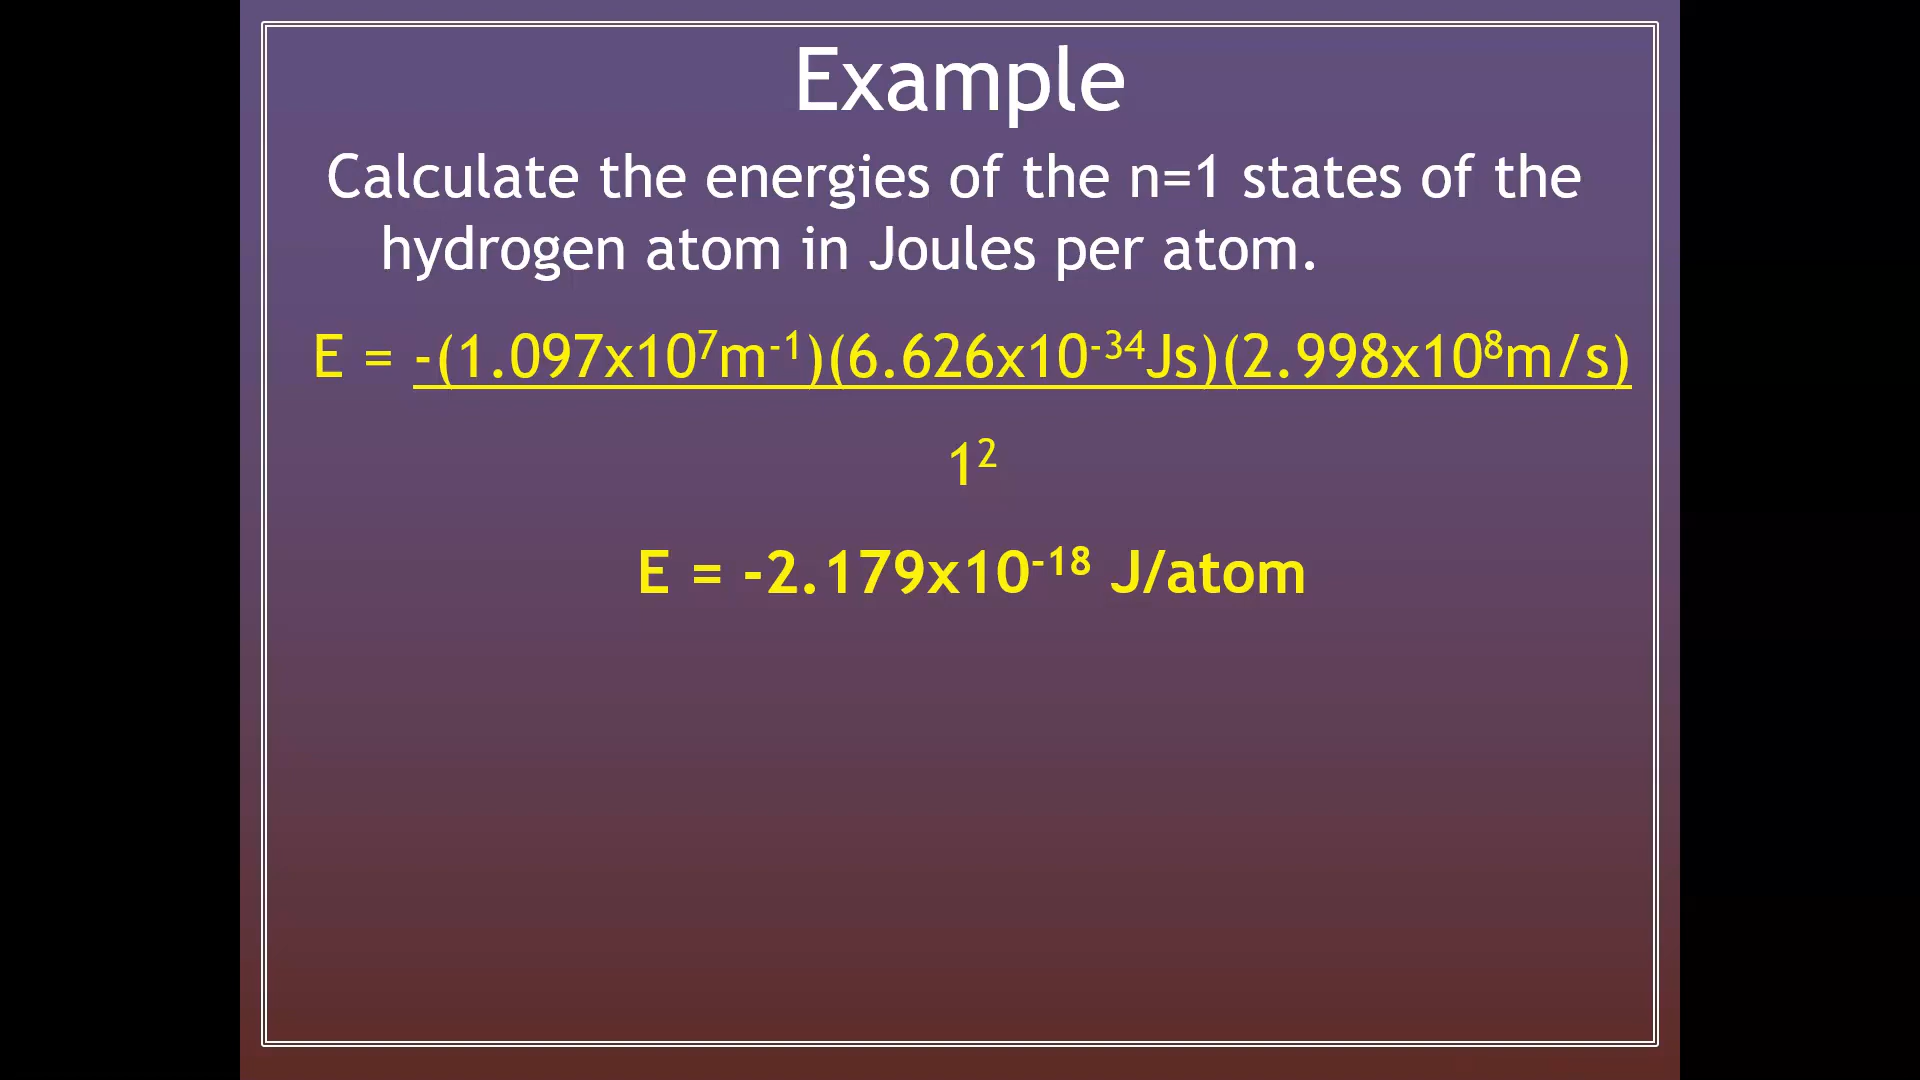 Example
Calculate the energies of the n=1 states of the
hydrogen atom in Joules per atom.
E = -(1.097x10⁷m⁻¹)(6.626x10⁻³⁴Js)(2.998x10⁸m/s)
1²
E = -2.179x10⁻¹⁸ J/atom